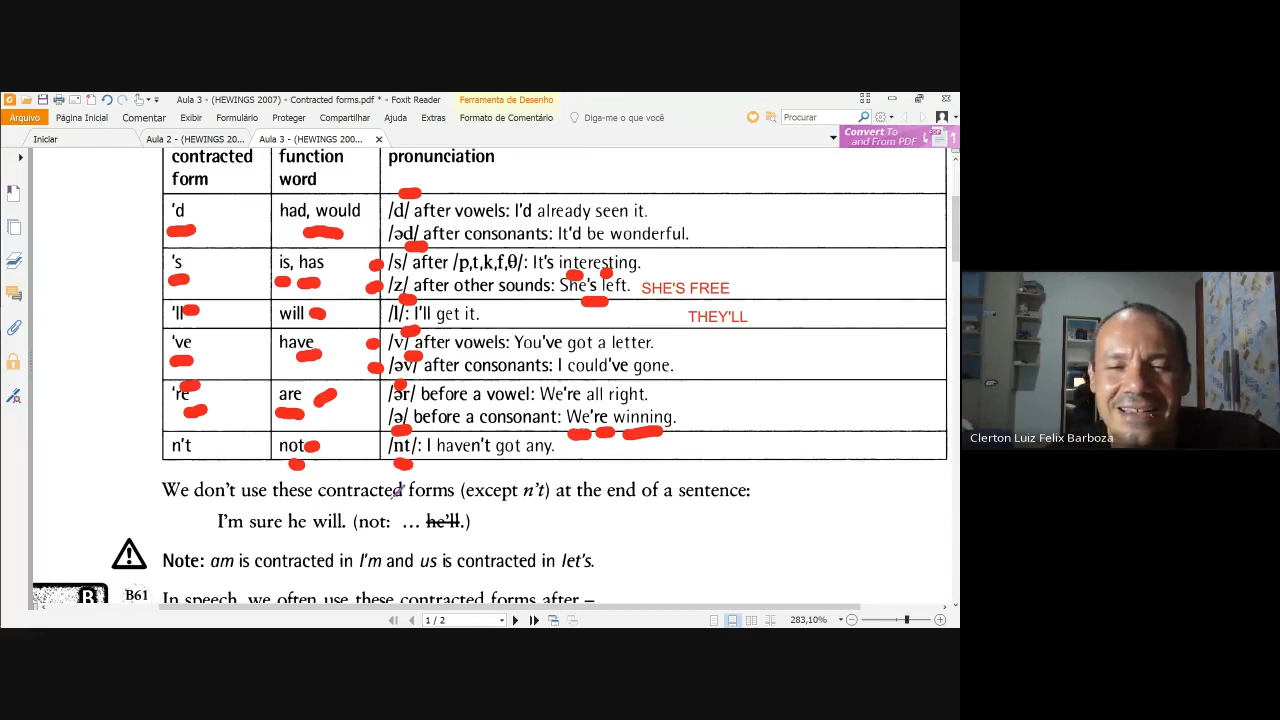 Aula 3 - (HEWINGS 2007) - Contracted forms.pdf * - Foxit Reader
Ferramenta de Desenho
Arquivo Página Inicial Comentar Exibir Formulário Proteger Compartilhar Ajuda Extras Formato de Comentário Diga-me o que você Procurar
Iniciar Aula 2 - (HEWINGS 20... Aula 3 - (HEWINGS 200... Convert To
and From PDF
contracted function pronunciation
form word
'd had, would /d/ after vowels: I'd already seen it.
/əd/ after consonants: It'd be wonderful.
's is, has /s/ after /p,t,k,f,θ/: It's interesting.
/z/ after other sounds: She's left. SHE'S FREE
'll will /l/: I'll get it. THEY'LL
've have /v/ after vowels: You've got a letter.
/əv/ after consonants: I could've gone.
're are /ər/ before a vowel: We're all right.
/ə/ before a consonant: We're winning.
n't not /nt/: I haven't got any.
We don't use these contracted forms (except n't) at the end of a sentence:
I'm sure he will. (not: ... he'll.)
Note: am is contracted in I'm and us is contracted in let's.
B B61 In speech, we often use these contracted forms after –
1 / 2 283,10%
Clerton Luiz Felix Barboza